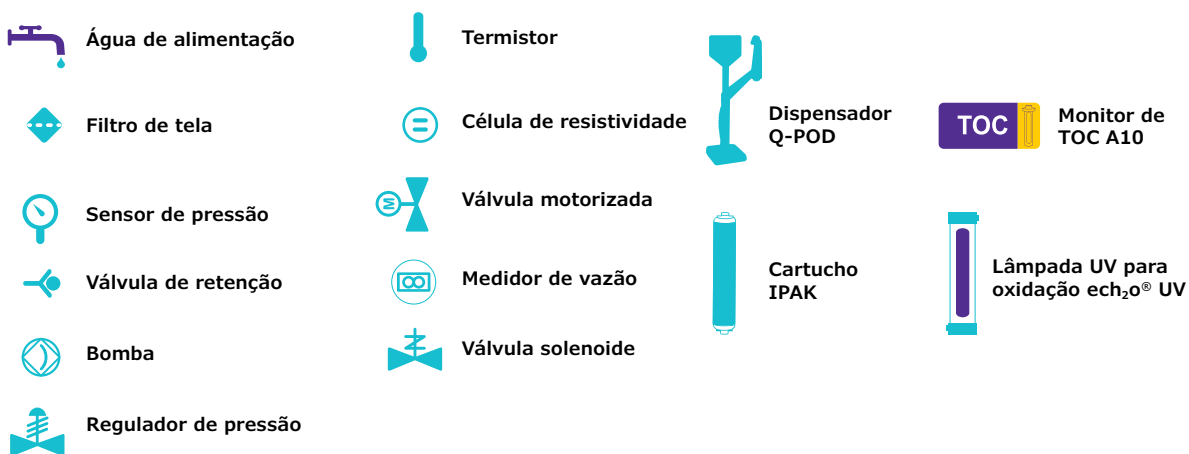 Água de alimentação
Filtro de tela
Sensor de pressão
Válvula de retenção
Bomba
Regulador de pressão
Termistor
Célula de resistividade
M
Válvula motorizada
Medidor de vazão
Válvula solenoide
Dispensador
Q-POD
Cartucho
IPAK
TOC
Monitor de
TOC A10
Lâmpada UV para
oxidação ech₂o® UV